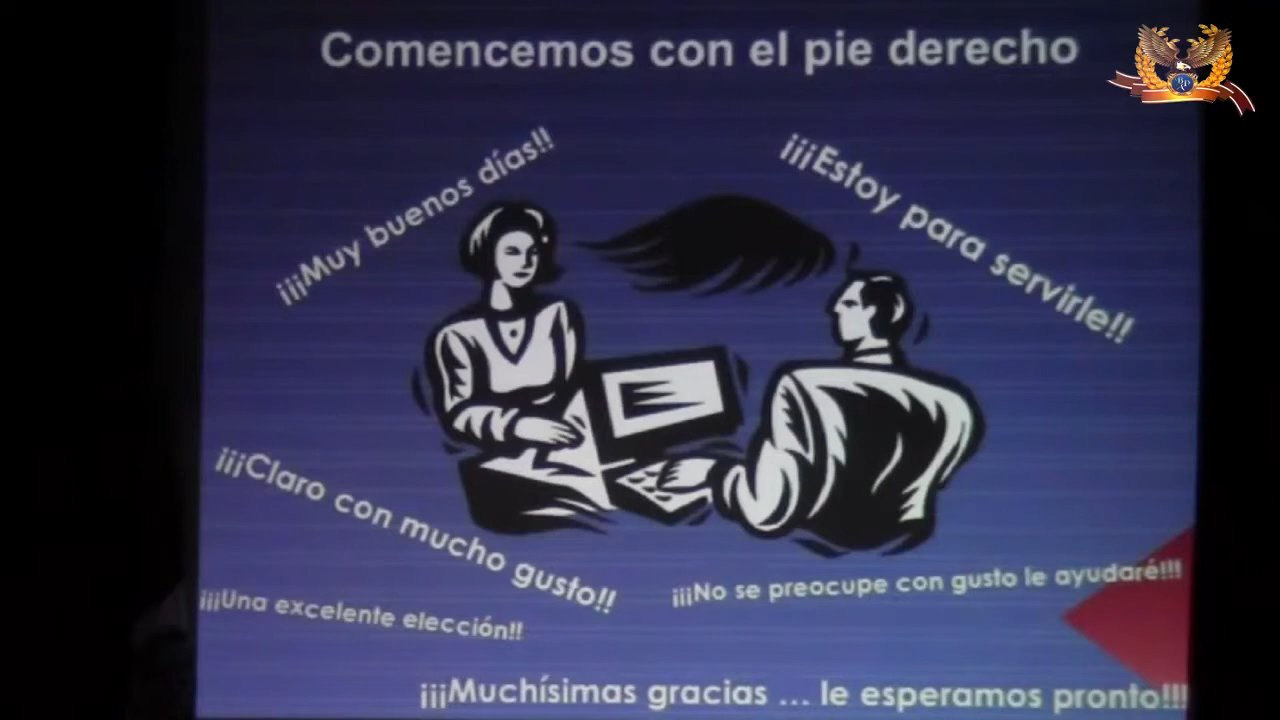 Comencemos con el pie derecho
¡¡¡Muy buenos días!!
¡¡¡Estoy para servirle!!
¡¡¡Claro con mucho gusto!!
¡¡¡No se preocupe con gusto le ayudaré!!!
¡¡¡Una excelente elección!!
¡¡¡Muchísimas gracias ... le esperamos pronto!!!